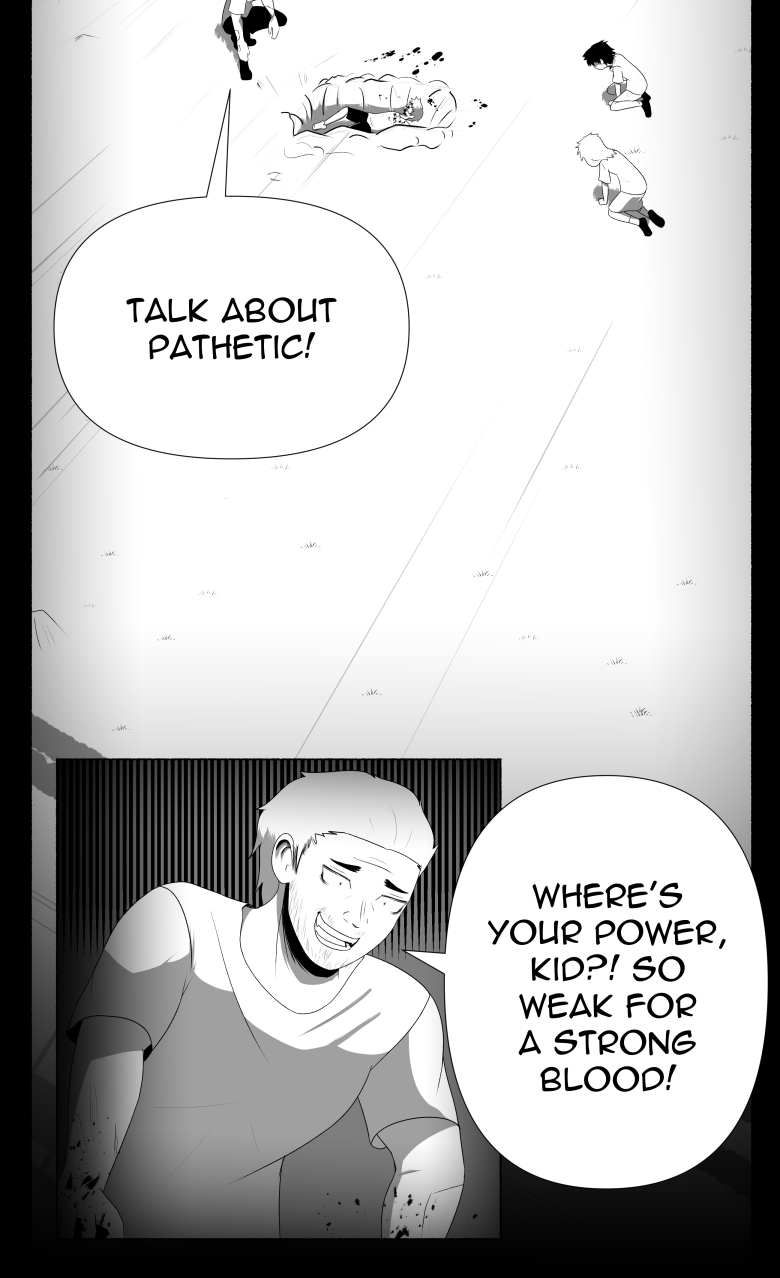 TALK ABOUT
PATHETIC!
WHERE'S
YOUR POWER,
KID?! SO
WEAK FOR
A STRONG
BLOOD!